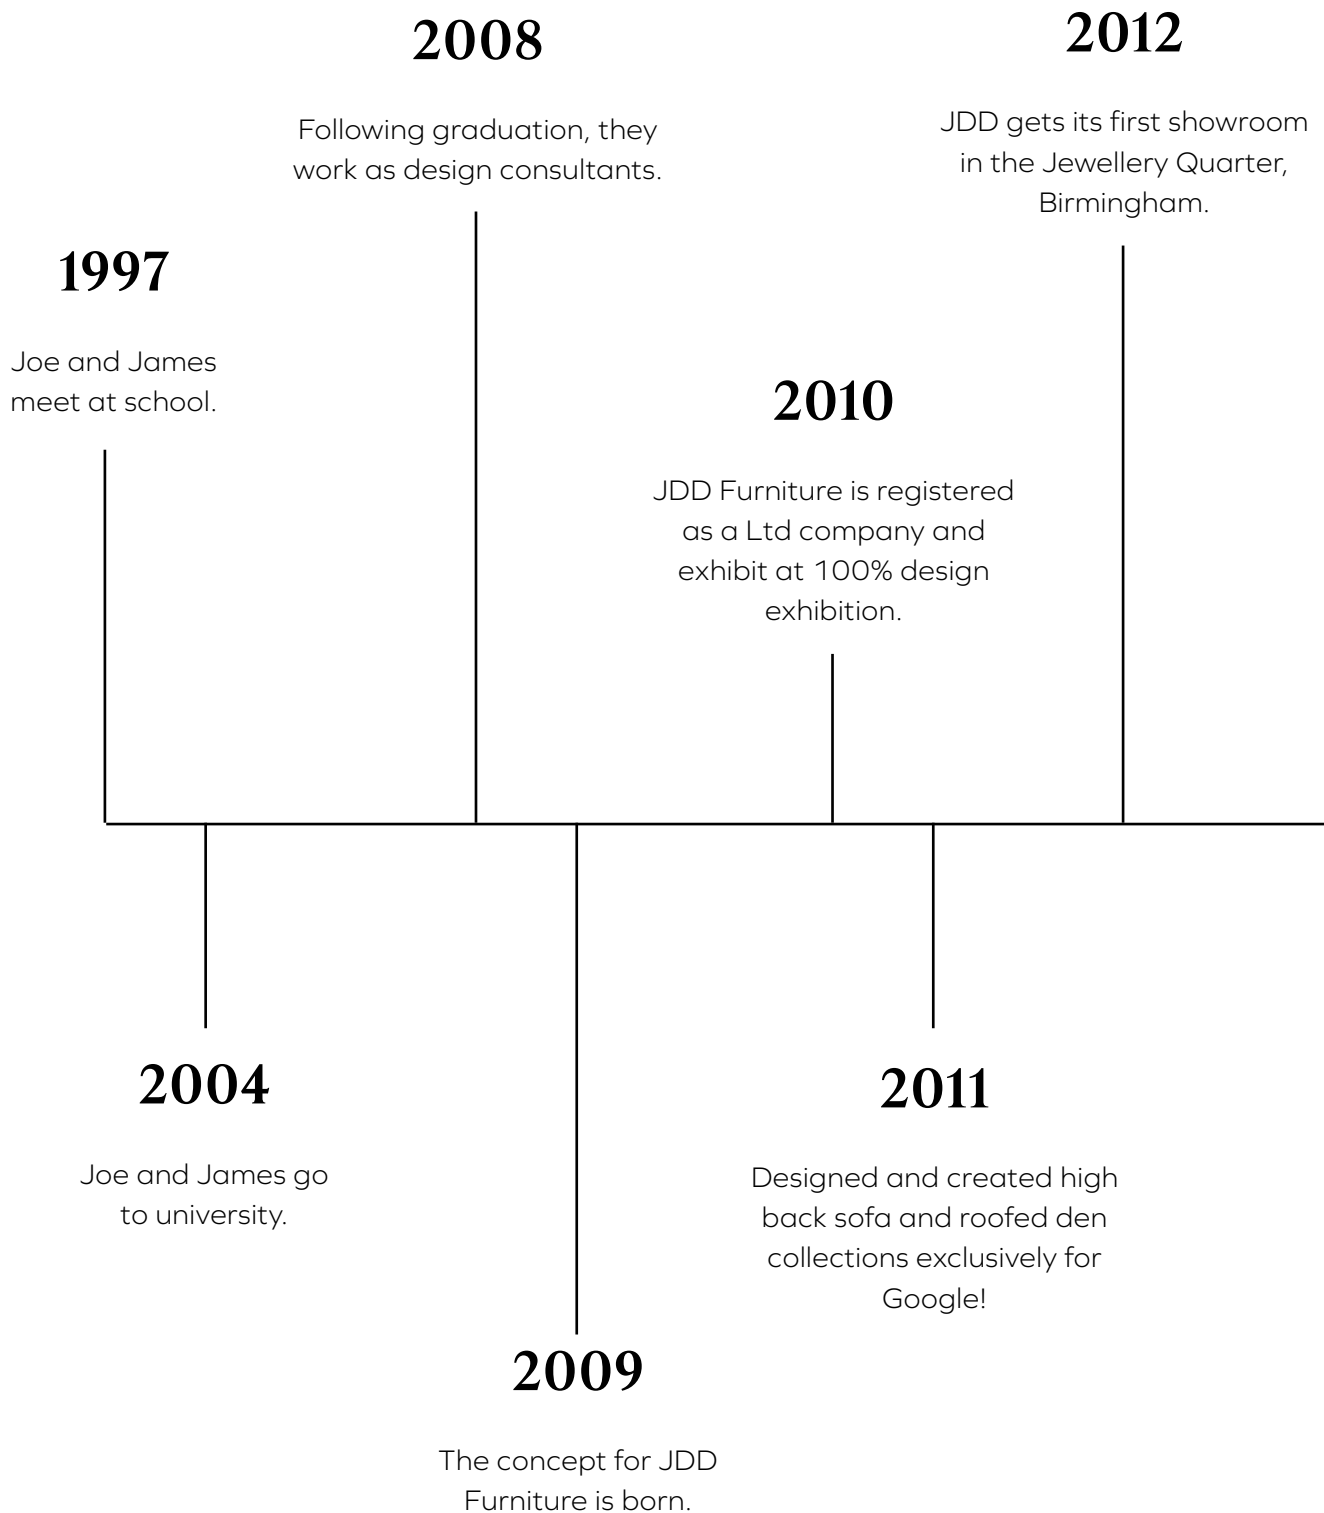 1997
Joe and James
meet at school.
2004
Joe and James go
to university.
2008
Following graduation, they
work as design consultants.
2009
The concept for JDD
Furniture is born.
2010
JDD Furniture is registered
as a Ltd company and
exhibit at 100% design
exhibition.
2011
Designed and created high
back sofa and roofed den
collections exclusively for
Google!
2012
JDD gets its first showroom
in the Jewellery Quarter,
Birmingham.